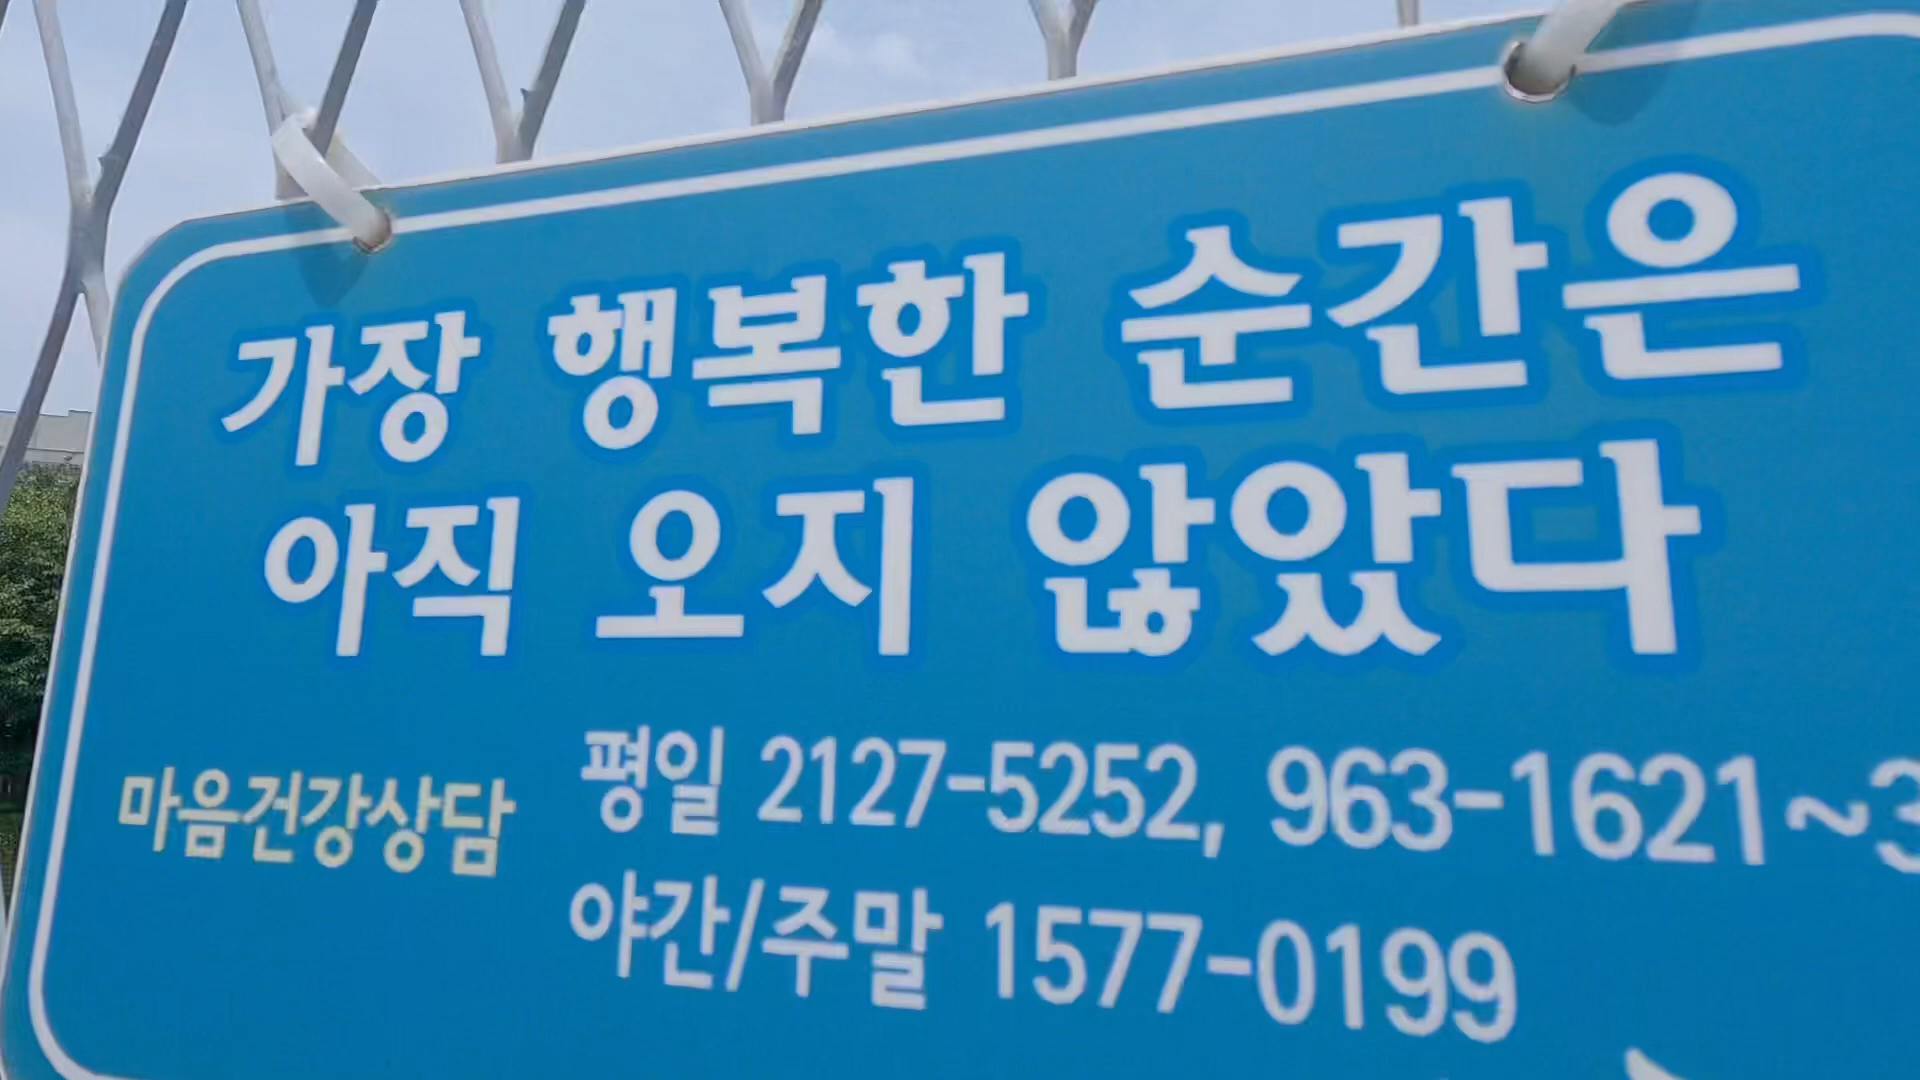 가장 행복한 순간은
아직 오지 않았다
마음건강상담
평일 2127-5252, 963-1621~3
야간/주말 1577-0199